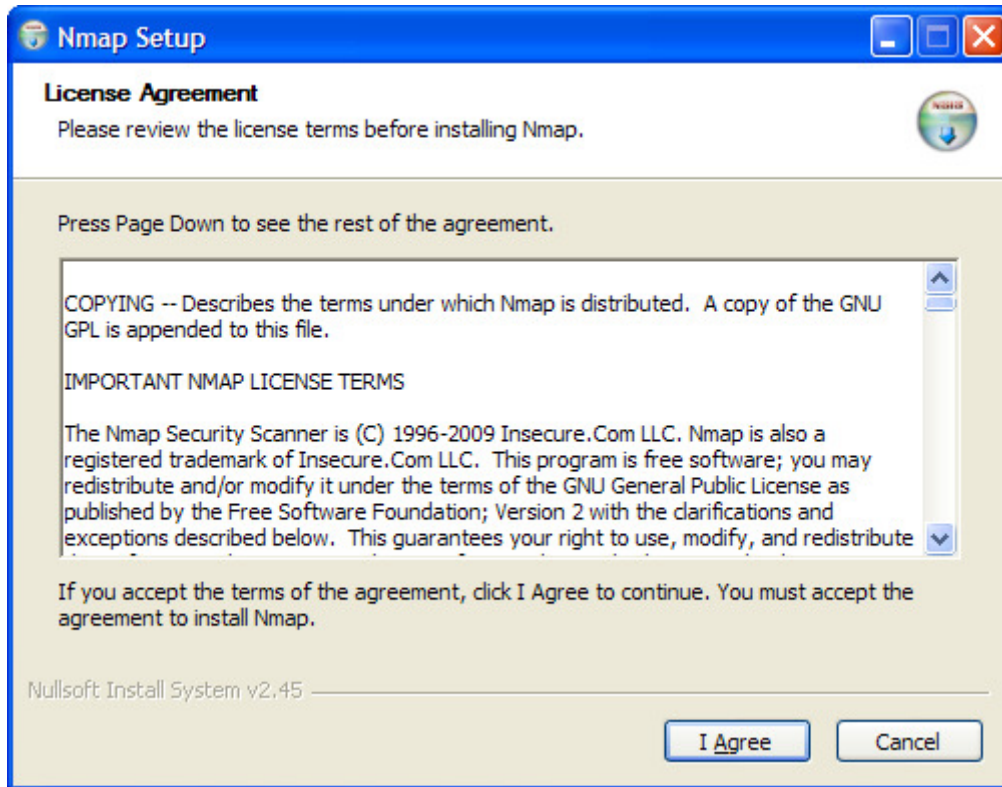 Nmap Setup
License Agreement
Please review the license terms before installing Nmap.
Press Page Down to see the rest of the agreement.
COPYING -- Describes the terms under which Nmap is distributed.  A copy of the GNU
GPL is appended to this file.
IMPORTANT NMAP LICENSE TERMS
The Nmap Security Scanner is (C) 1996-2009 Insecure.Com LLC. Nmap is also a
registered trademark of Insecure.Com LLC.  This program is free software; you may
redistribute and/or modify it under the terms of the GNU General Public License as
published by the Free Software Foundation; Version 2 with the clarifications and
exceptions described below.  This guarantees your right to use, modify, and redistribute
If you accept the terms of the agreement, click I Agree to continue. You must accept the
agreement to install Nmap.
Nullsoft Install System v2.45
I Agree
Cancel